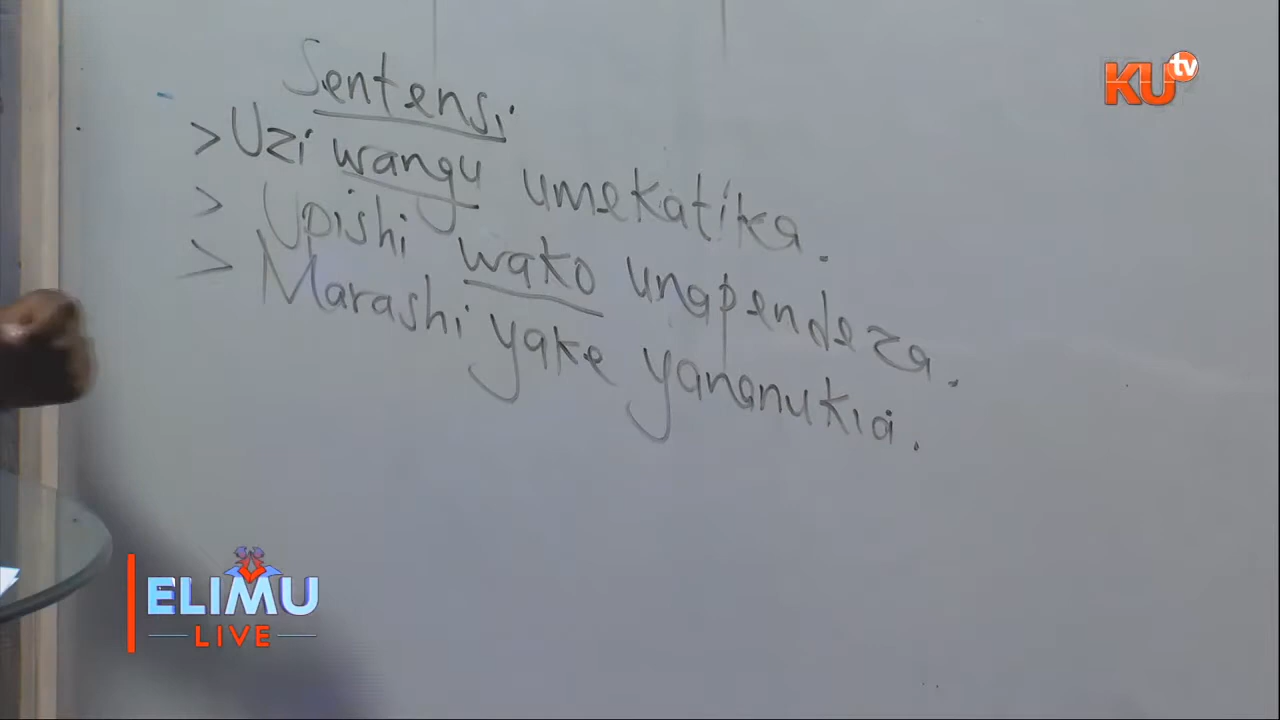 Sentensi
> Uzi wangu umekatika.
> Upishi wako unapendeza.
> Marashi yake yananukia.
KU tv
ELIMU
LIVE